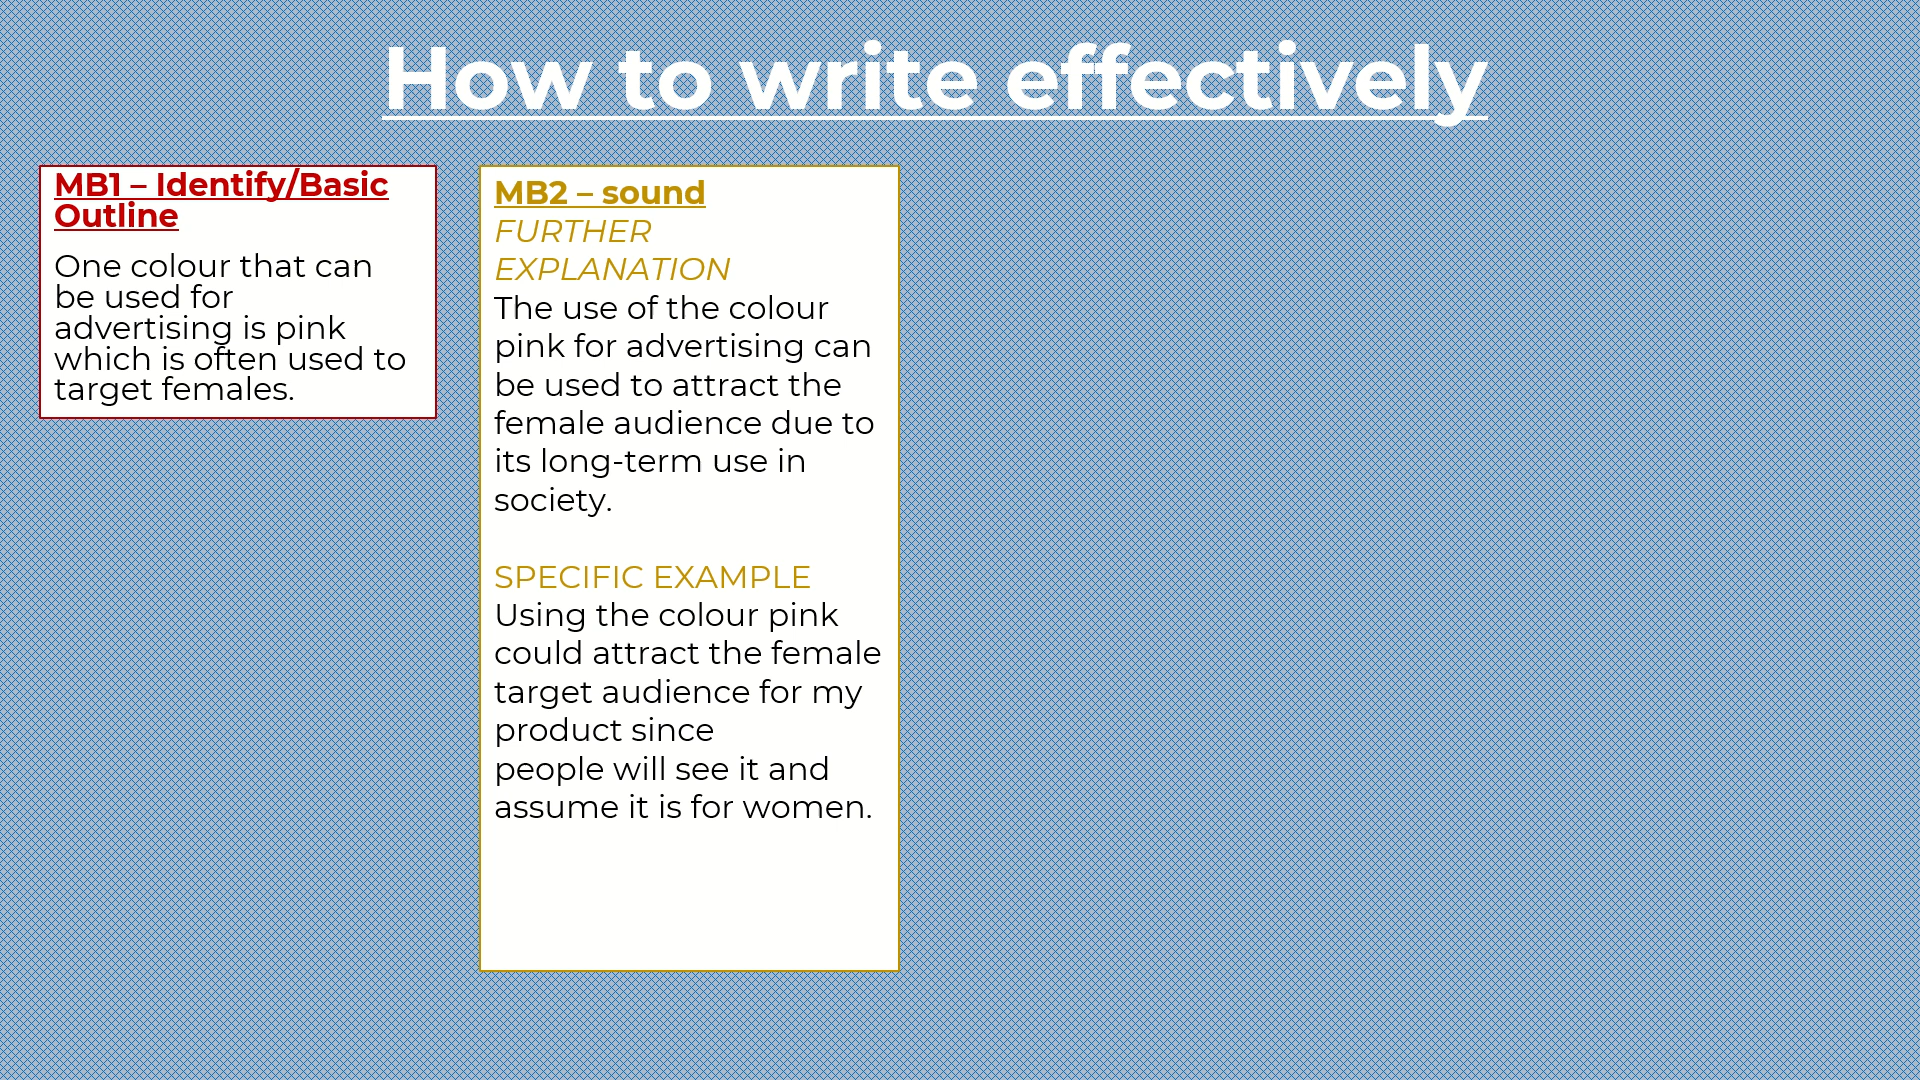 How to write effectively
MB1 – Identify/Basic
Outline
One colour that can
be used for
advertising is pink
which is often used to
target females.
MB2 – sound
FURTHER
EXPLANATION
The use of the colour
pink for advertising can
be used to attract the
female audience due to
its long-term use in
society.
SPECIFIC EXAMPLE
Using the colour pink
could attract the female
target audience for my
product since
people will see it and
assume it is for women.